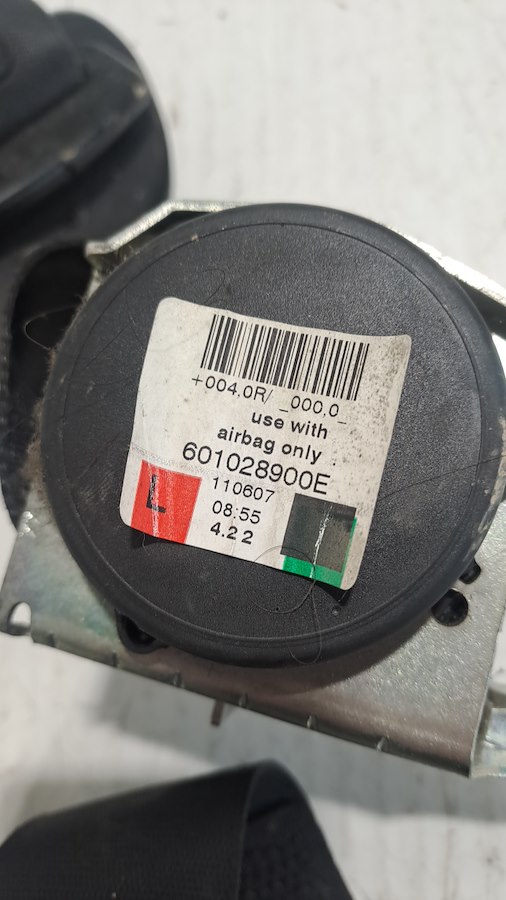 +004,0R/ _000,0_
use with
airbag only
601028900E
L
110607
08:55
4.2 2